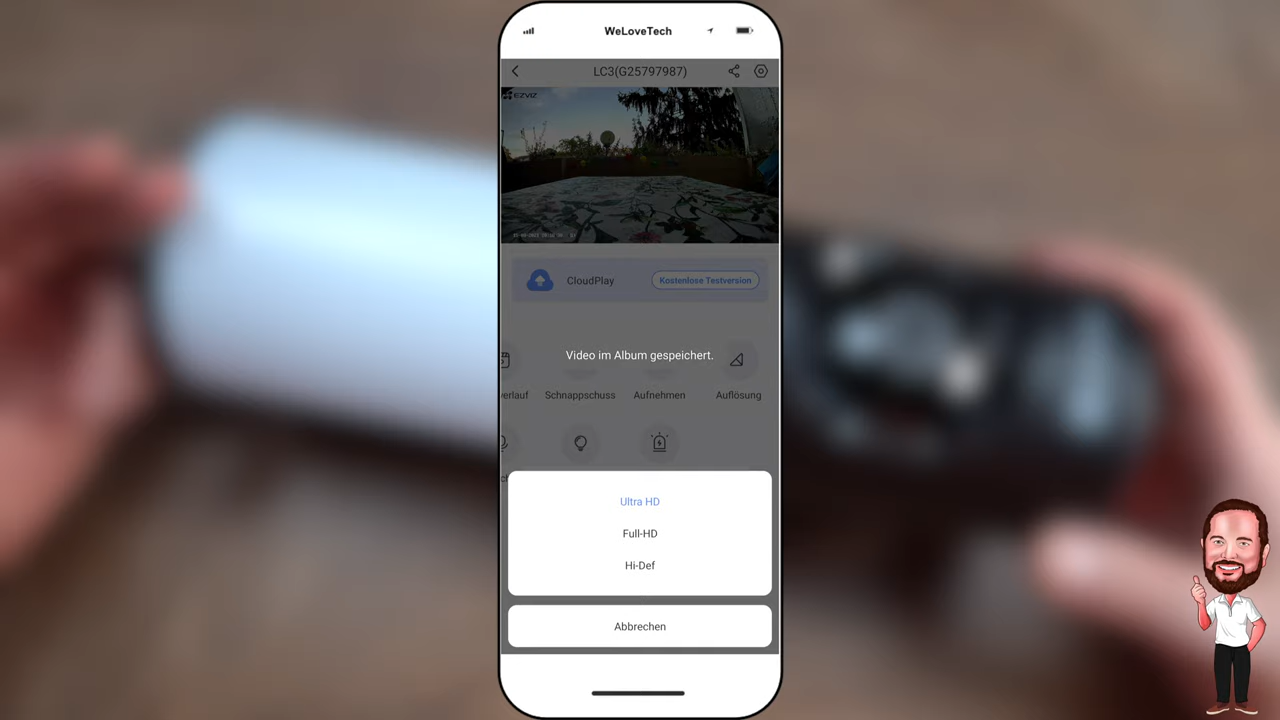 WeLoveTech
LC3(G25797987)
EZVIZ
CloudPlay
Kostenlose Testversion
Video im Album gespeichert.
erlauf
Schnappschuss
Aufnehmen
Auflösung
Ultra HD
Full-HD
Hi-Def
Abbrechen